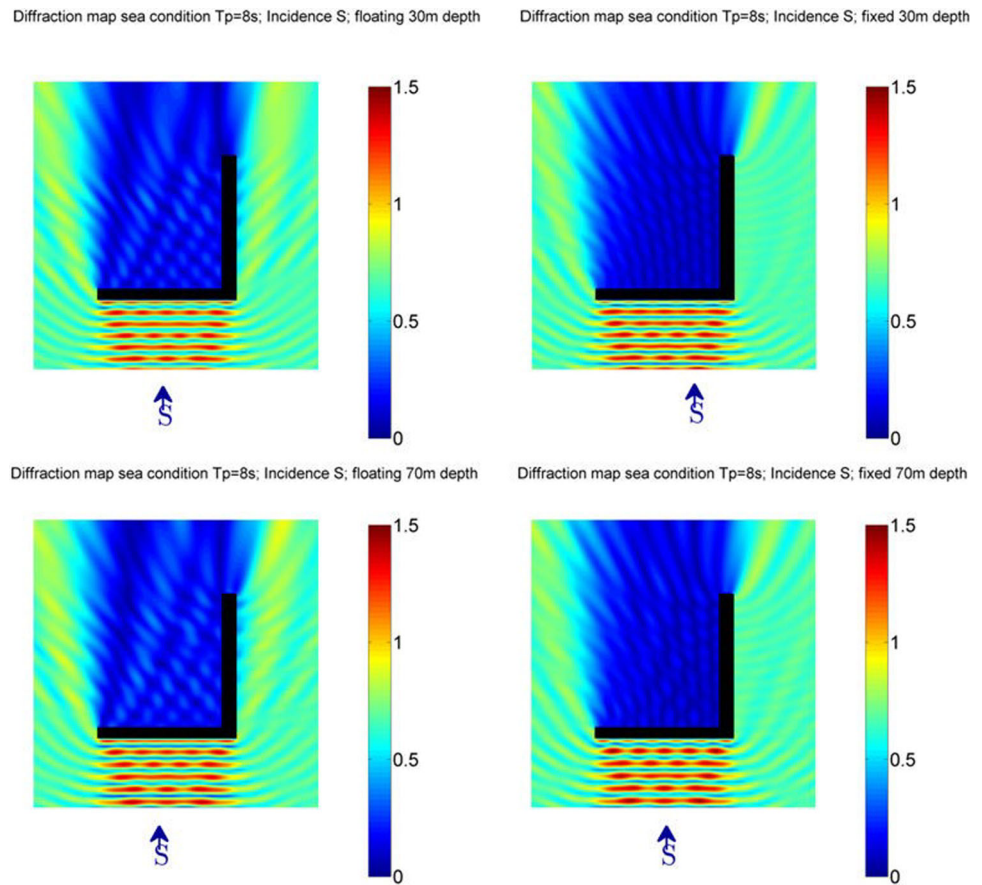 Diffraction map sea condition Tp=8s; Incidence S; floating 30m depth
1.5
1
0.5
0
S
Diffraction map sea condition Tp=8s; Incidence S; fixed 30m depth
1.5
1
0.5
0
S
Diffraction map sea condition Tp=8s; Incidence S; floating 70m depth
1.5
1
0.5
0
S
Diffraction map sea condition Tp=8s; Incidence S; fixed 70m depth
1.5
1
0.5
0
S